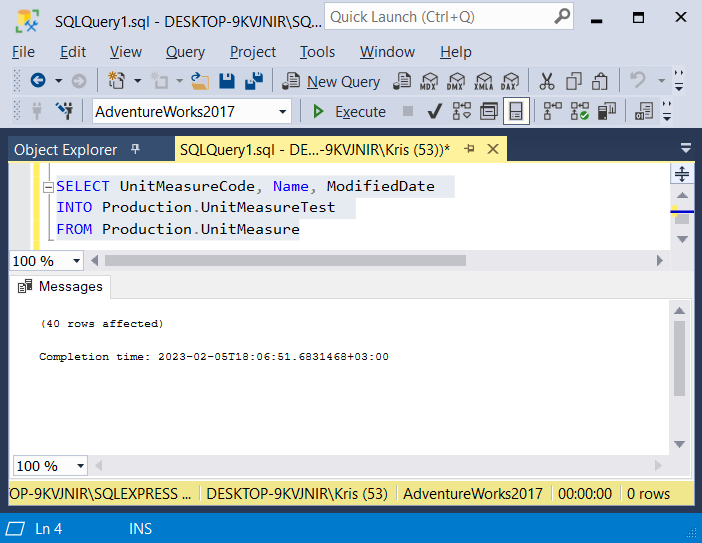 SQLQuery1.sql - DESKTOP-9KVJNIR\SQ...
Quick Launch (Ctrl+Q)
File Edit View Query Project Tools Window Help
New Query MDX DMX XMLA DAX
AdventureWorks2017 Execute
Object Explorer SQLQuery1.sql - DE...-9KVJNIR\Kris (53))*
SELECT UnitMeasureCode, Name, ModifiedDate
INTO Production.UnitMeasureTest
FROM Production.UnitMeasure
100 %
Messages
(40 rows affected)
Completion time: 2023-02-05T18:06:51.6831468+03:00
100 %
OP-9KVJNIR\SQLEXPRESS ... DESKTOP-9KVJNIR\Kris (53) AdventureWorks2017 00:00:00 0 rows
Ln 4 INS